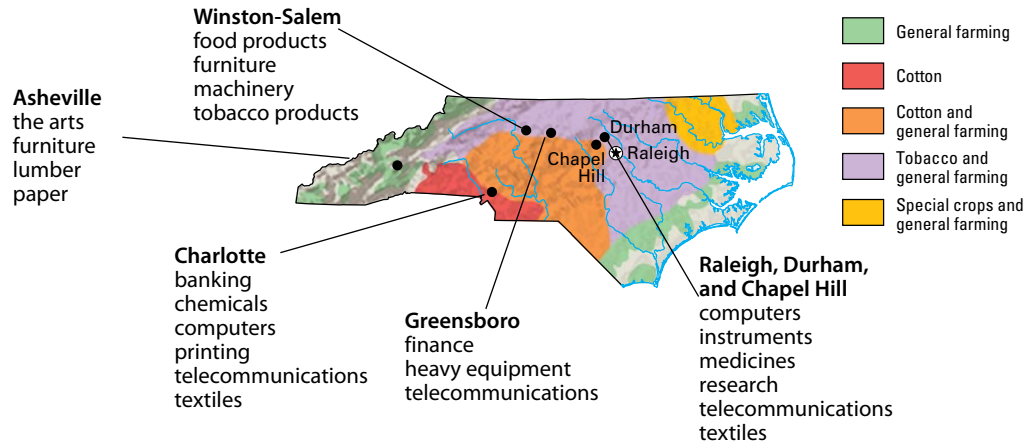 Winston-Salem
food products
furniture
machinery
tobacco products
Asheville
the arts
furniture
lumber
paper
Durham
Raleigh
Chapel
Hill
Charlotte
banking
chemicals
computers
printing
telecommunications
textiles
Greensboro
finance
heavy equipment
telecommunications
Raleigh, Durham,
and Chapel Hill
computers
instruments
medicines
research
telecommunications
textiles
General farming
Cotton
Cotton and
general farming
Tobacco and
general farming
Special crops and
general farming